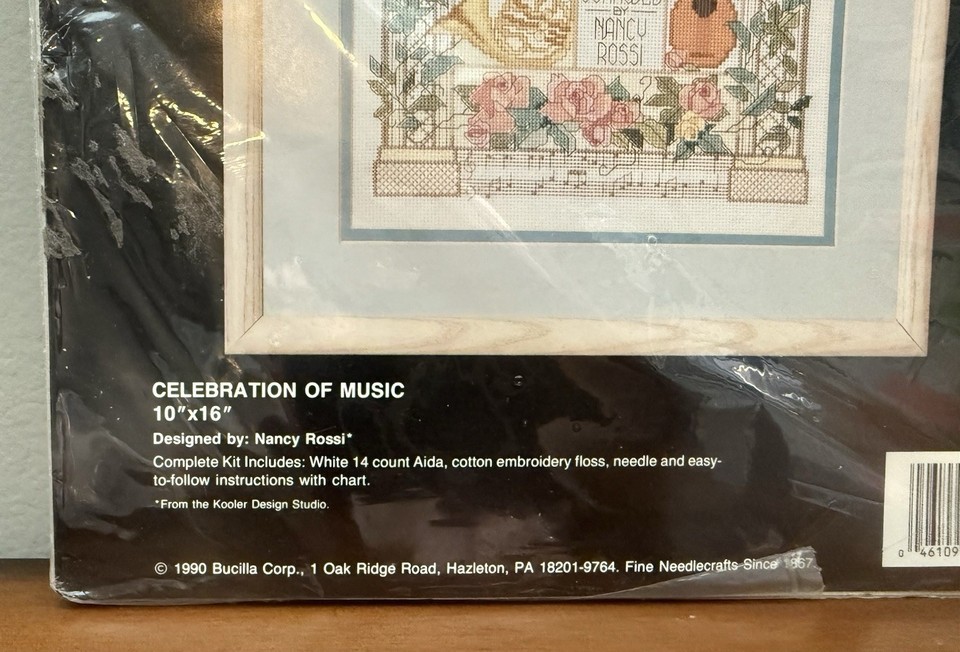 BY
NANCY
ROSSI
CELEBRATION OF MUSIC
10"x16"
Designed by: Nancy Rossi*
Complete Kit Includes: White 14 count Aida, cotton embroidery floss, needle and easy-
to-follow instructions with chart.
*From the Kooler Design Studio.
© 1990 Bucilla Corp., 1 Oak Ridge Road, Hazleton, PA 18201-9764. Fine Needlecrafts Since 1867.
0 46109